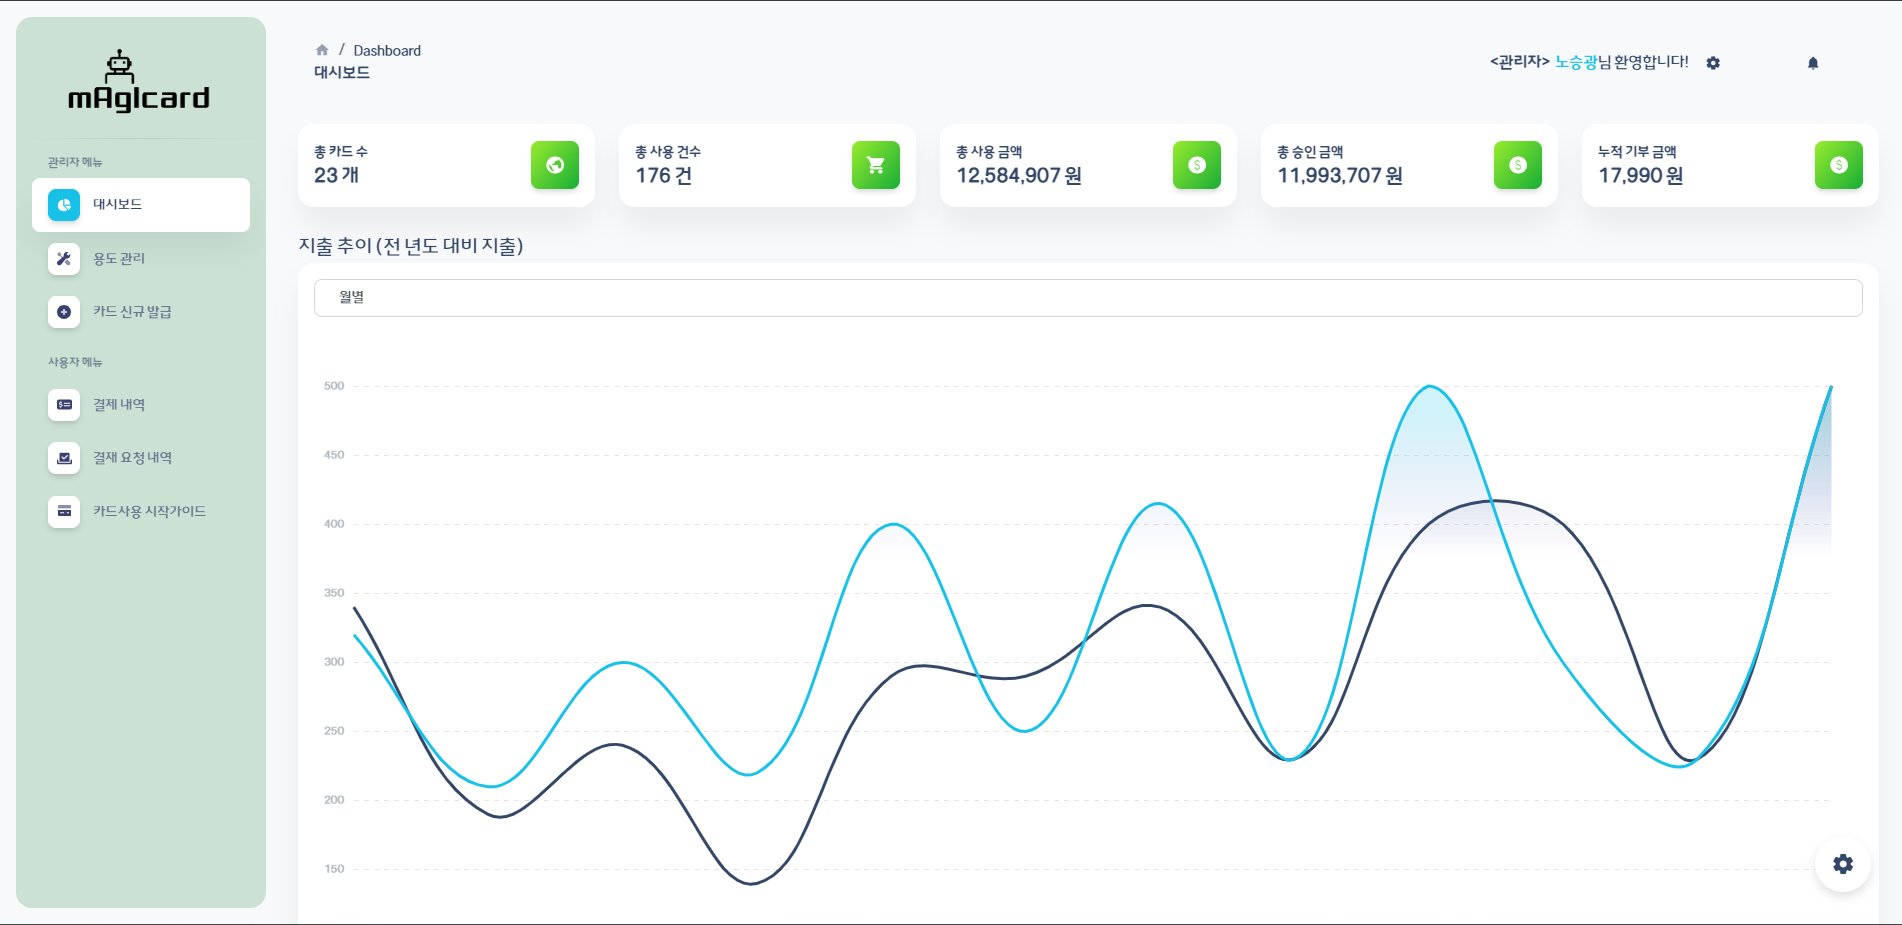 mAgIcard
관리자 메뉴
대시보드
용도 관리
카드 신규 발급
사용자 메뉴
결제 내역
결재 요청 내역
카드사용 시작가이드
/ Dashboard
대시보드
<관리자> 노승광님 환영합니다!
총 카드 수
23 개
총 사용 건수
176 건
총 사용 금액
12,584,907 원
총 승인 금액
11,993,707 원
누적 기부 금액
17,990 원
지출 추이 (전 년도 대비 지출)
월별
500
450
400
350
300
250
200
150